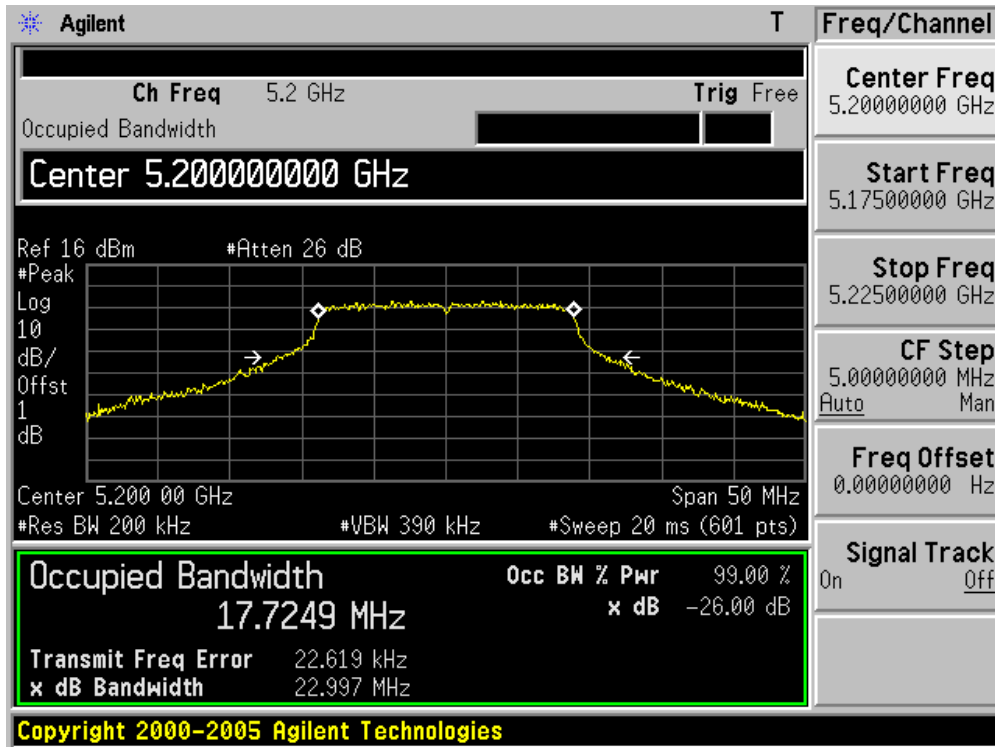 Agilent T
Freq/Channel
Ch Freq 5.2 GHz Trig Free
Occupied Bandwidth
Center 5.200000000 GHz
Ref 16 dBm #Atten 26 dB
#Peak
Log
10
dB/
Offst
1
dB
Center 5.200 00 GHz Span 50 MHz
#Res BW 200 kHz #VBW 390 kHz #Sweep 20 ms (601 pts)
Occupied Bandwidth
17.7249 MHz
Occ BW % Pwr 99.00 %
x dB -26.00 dB
Transmit Freq Error 22.619 kHz
x dB Bandwidth 22.997 MHz
Center Freq
5.20000000 GHz
Start Freq
5.17500000 GHz
Stop Freq
5.22500000 GHz
CF Step
5.00000000 MHz
Auto Man
Freq Offset
0.00000000 Hz
Signal Track
On Off
Copyright 2000-2005 Agilent Technologies